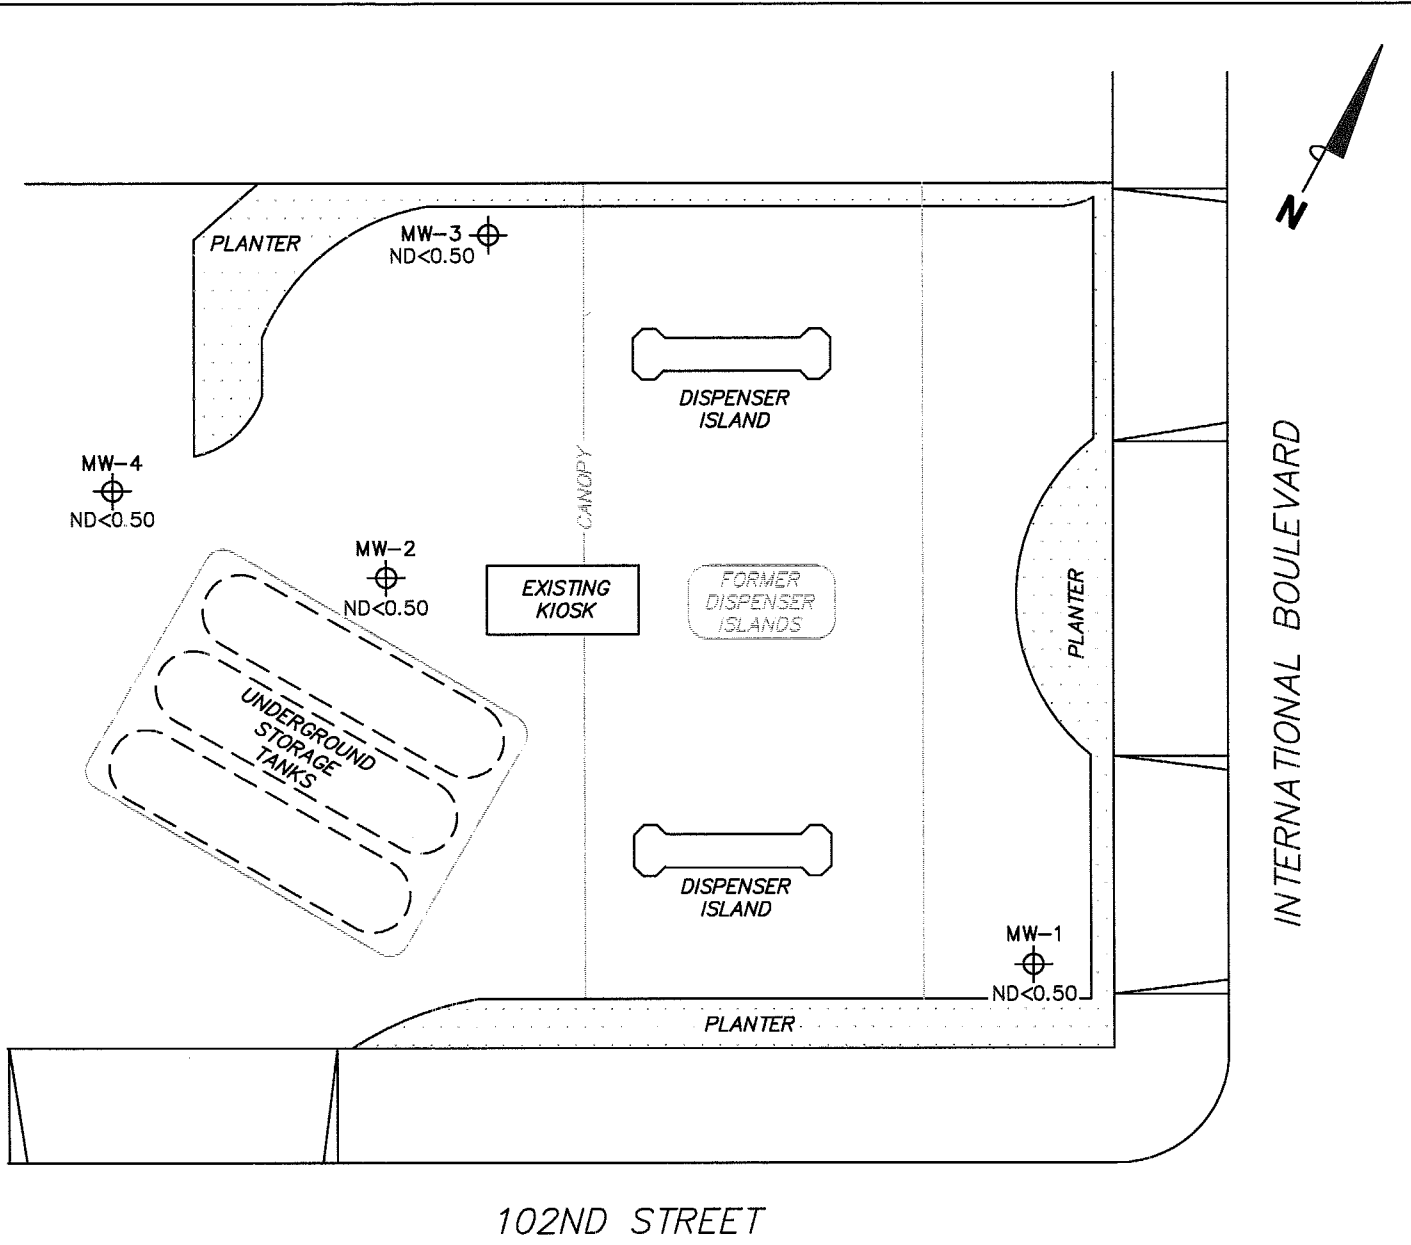 N
PLANTER
MW-3
ND<0.50
DISPENSER
ISLAND
MW-4
ND<0.50
CANOPY
MW-2
ND<0.50
EXISTING
KIOSK
FORMER
DISPENSER
ISLANDS
PLANTER
INTERNATIONAL BOULEVARD
UNDERGROUND
STORAGE
TANKS
DISPENSER
ISLAND
MW-1
ND<0.50
PLANTER
102ND STREET